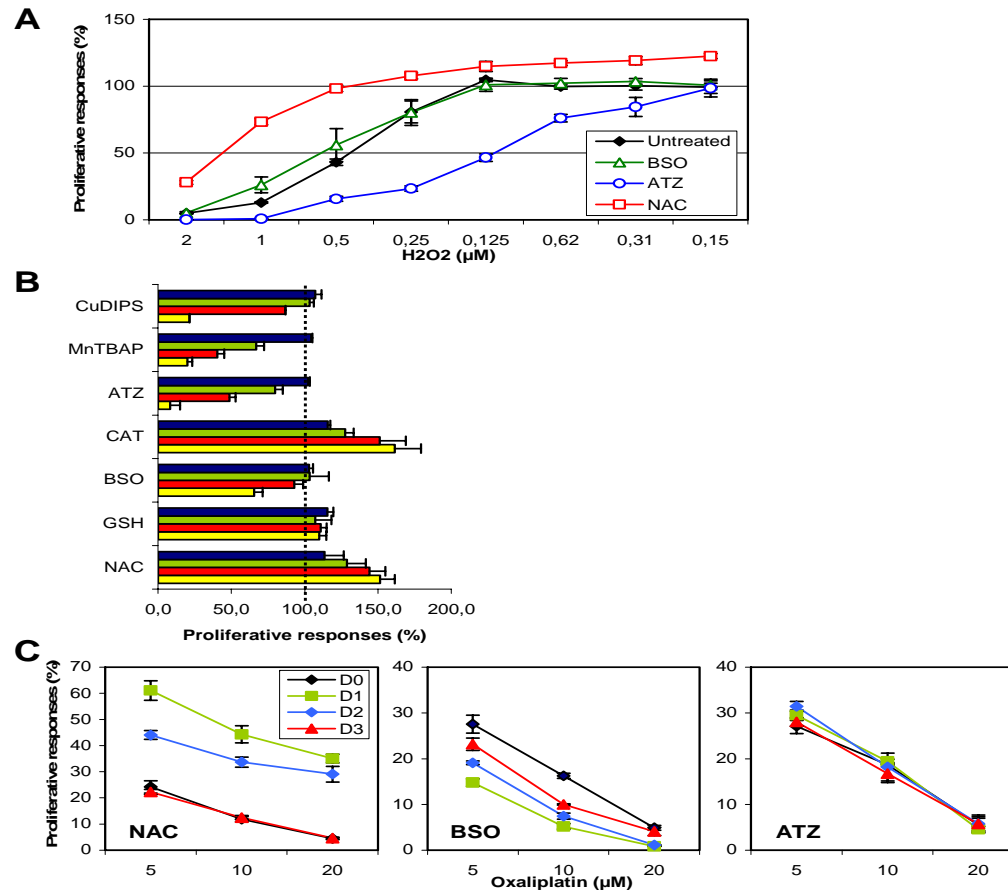 A
Proliferative responses (%)
150
100
50
0
2 1 0,5 0,25 0,125 0,62 0,31 0,15
H2O2 (µM)
Untreated
BSO
ATZ
NAC
B
CuDIPS
MnTBAP
ATZ
CAT
BSO
GSH
NAC
0,0 50,0 100,0 150,0 200,0
Proliferative responses (%)
C
Proliferative responses (%)
70
60
50
40
30
20
10
0
D0
D1
D2
D3
NAC
5 10 20
40
30
20
10
0
BSO
5 10 20
40
30
20
10
0
ATZ
5 10 20
Oxaliplatin (µM)